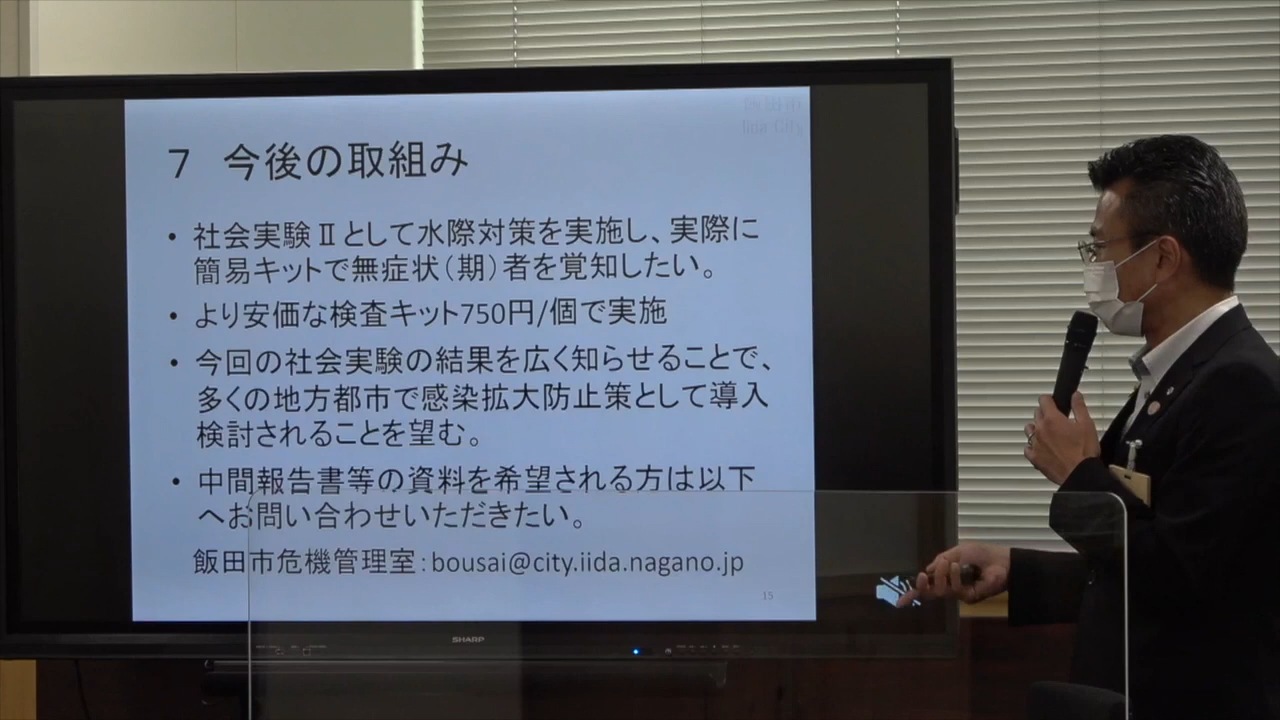 飯田市
Iida City
7 今後の取組み
• 社会実験Ⅱとして水際対策を実施し、実際に
簡易キットで無症状（期）者を覚知したい。
• より安価な検査キット750円/個で実施
• 今回の社会実験の結果を広く知らせることで、
多くの地方都市で感染拡大防止策として導入
検討されることを望む。
• 中間報告書等の資料を希望される方は以下
へお問い合わせいただきたい。
飯田市危機管理室：bousai@city.iida.nagano.jp
15
SHARP